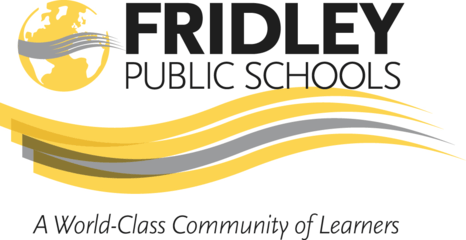 FRIDLEY
PUBLIC SCHOOLS
A World-Class Community of Learners